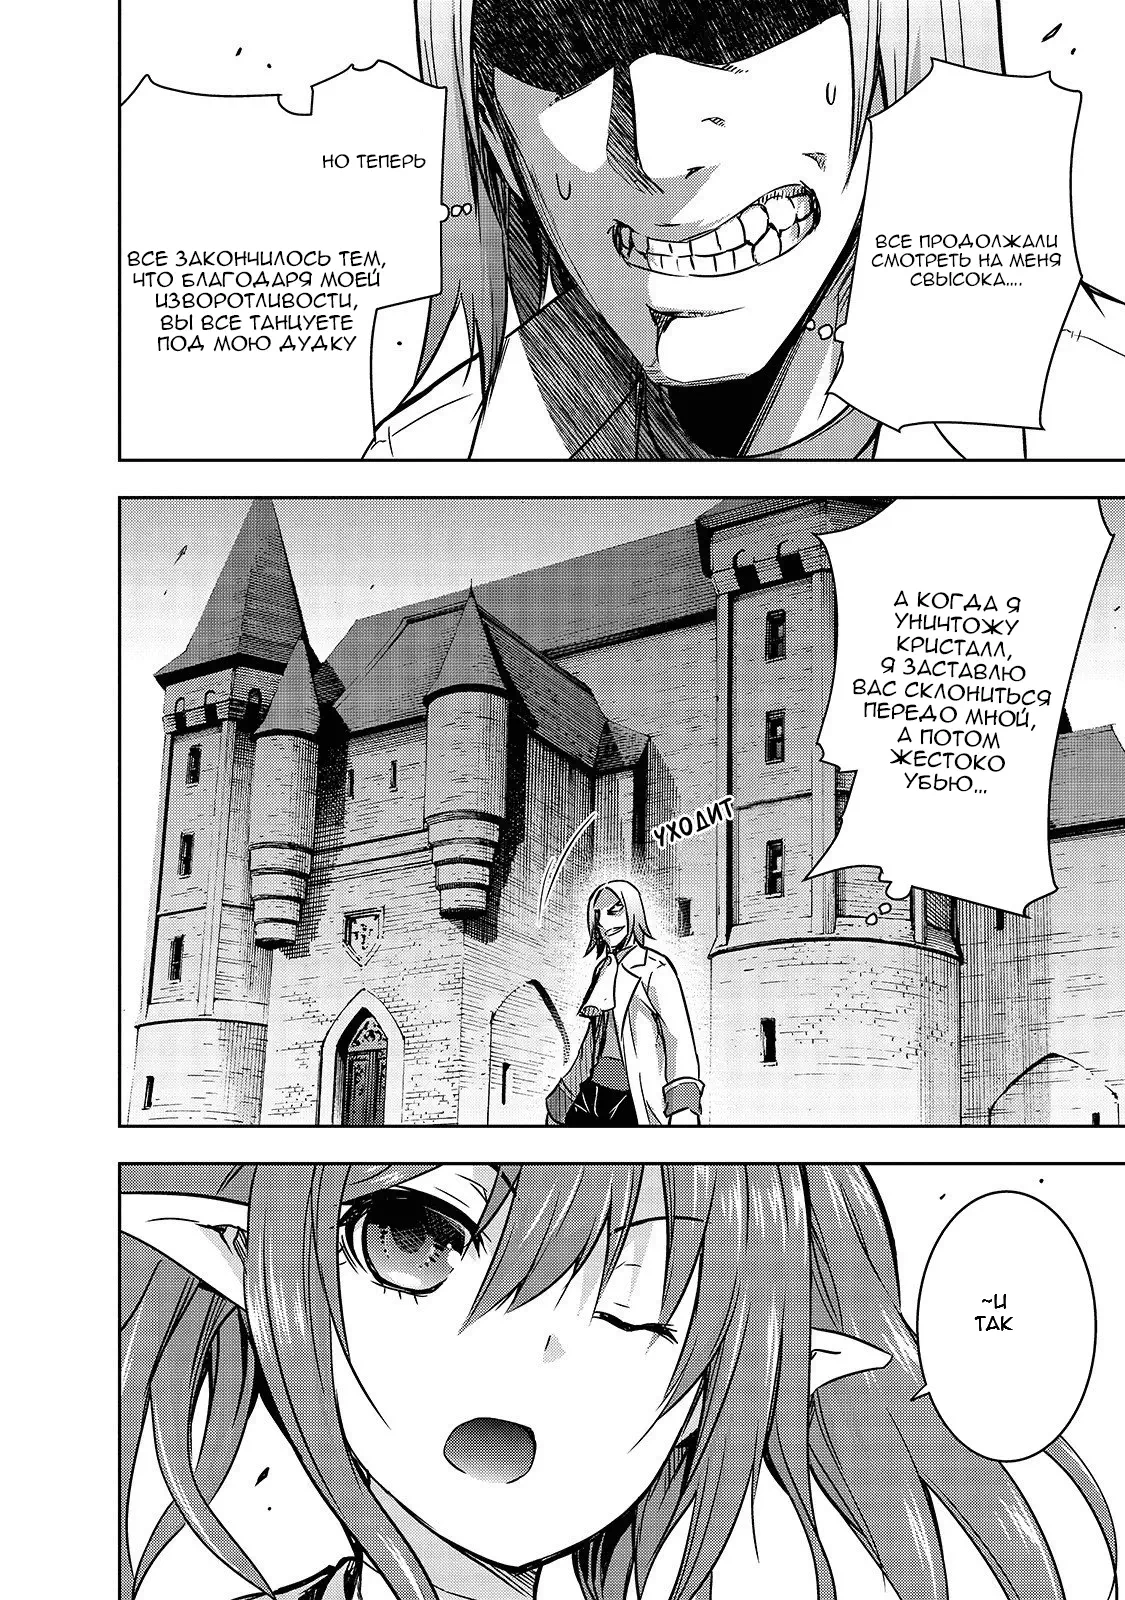 ВСЕ ПРОДОЛЖАЛИ
СМОТРЕТЬ НА МЕНЯ
СВЫСОКА....
НО ТЕПЕРЬ
ВСЕ ЗАКОНЧИЛОСЬ ТЕМ,
ЧТО БЛАГОДАРЯ МОЕЙ
ИЗВОРОТЛИВОСТИ,
ВЫ ВСЕ ТАНЦУЕТЕ
ПОД МОЮ ДУДКУ
А КОГДА Я
УНИЧТОЖУ
КРИСТАЛЛ,
Я ЗАСТАВЛЮ
ВАС СКЛОНИТЬСЯ
ПЕРЕДО МНОЙ,
А ПОТОМ
ЖЕСТОКО
УБЬЮ...
УХОДИТ
~И
ТАК